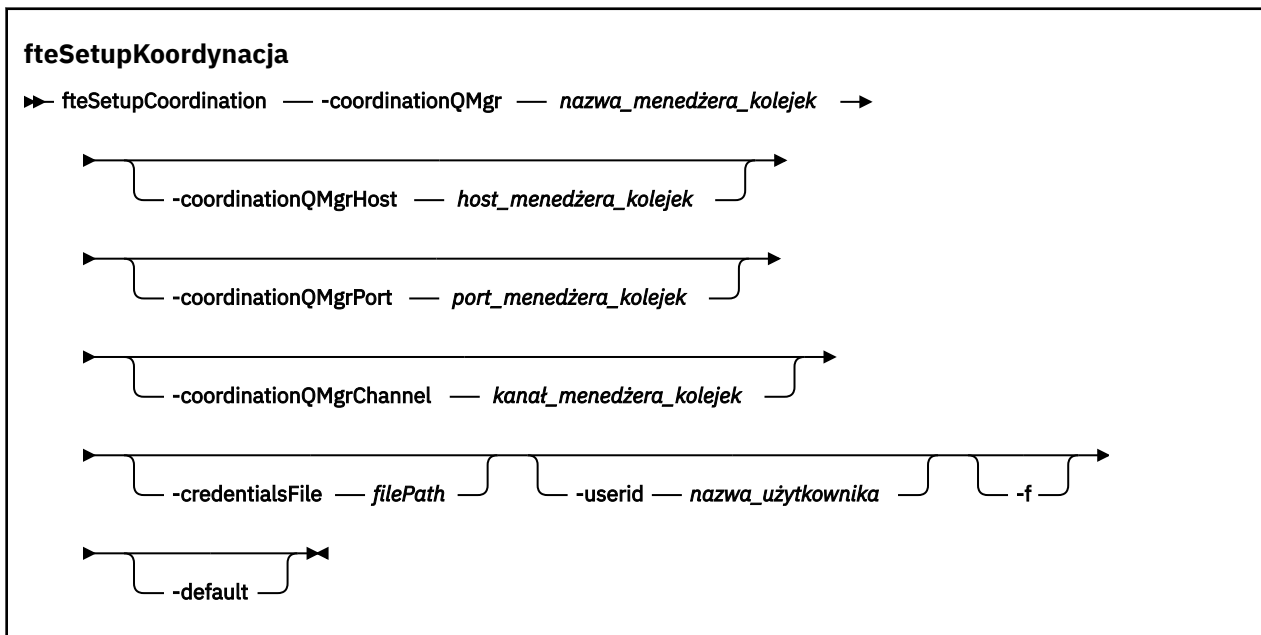 fteSetupKoordynacja
fteSetupCoordination -coordinationQMgr nazwa_menedżera_kolejek
-coordinationQMgrHost host_menedżera_kolejek
-coordinationQMgrPort port_menedżera_kolejek
-coordinationQMgrChannel kanał_menedżera_kolejek
-credentialsFile filePath -userid nazwa_użytkownika -f
-default